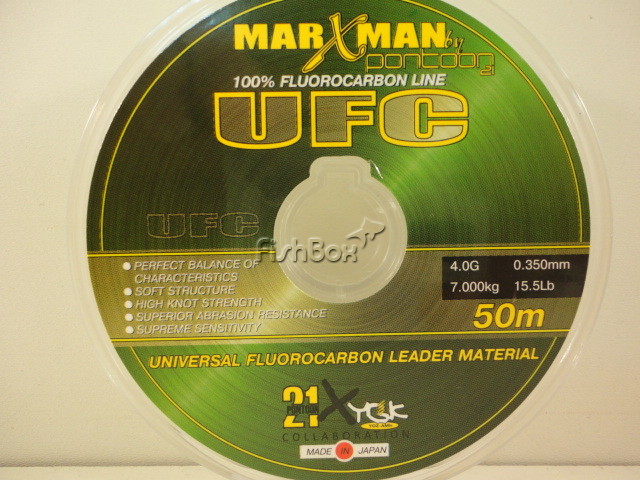 MARXMAN by
pontoon 21
100% FLUOROCARBON LINE
UFC
UFC
FishBox
PERFECT BALANCE OF
CHARACTERISTICS
SOFT STRUCTURE
HIGH KNOT STRENGTH
SUPERIOR ABRASION RESISTANCE
SUPREME SENSITIVITY
4.0G 0.350mm
7.000kg 15.5Lb
50m
UNIVERSAL FLUOROCARBON LEADER MATERIAL
21 PONTOON X YGK
COLLABORATION
MADE IN JAPAN